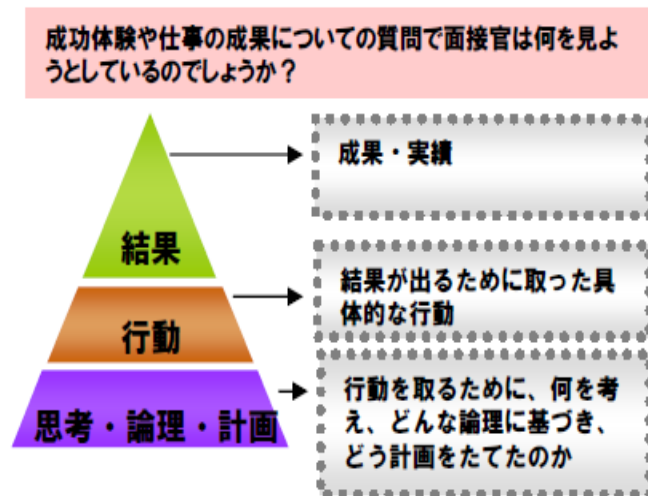 成功体験や仕事の成果についての質問で面接官は何を見よ
うとしているのでしょうか？
成果・実績
結果
結果が出るために取った具
体的な行動
行動
行動を取るために、何を考
え、どんな論理に基づき、
どう計画をたてたのか
思考・論理・計画